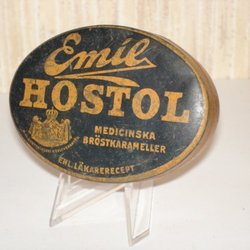 Emil
HOSTOL
MEDICINSKA
BRÖSTKARAMELLER
ENL. LÄKARERECEPT